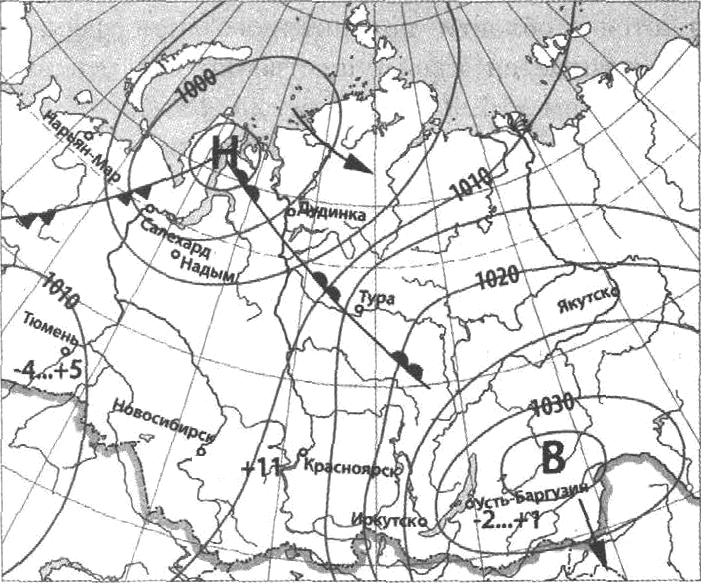 1000
Нарьян-Мар
Н
1010
Дудинка
Салехард
Надым
1020
1010
Тура
Якутск
Тюмень
-4...+5
1030
Новосибирск
В
+11
Красноярск
Усть-Баргузин
-2...+1
Иркутск